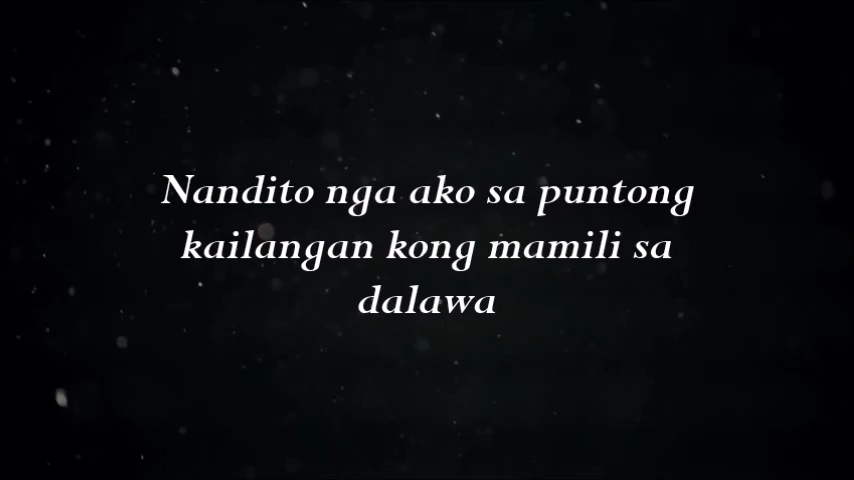 Nandito nga ako sa puntong
kailangan kong mamili sa
dalawa